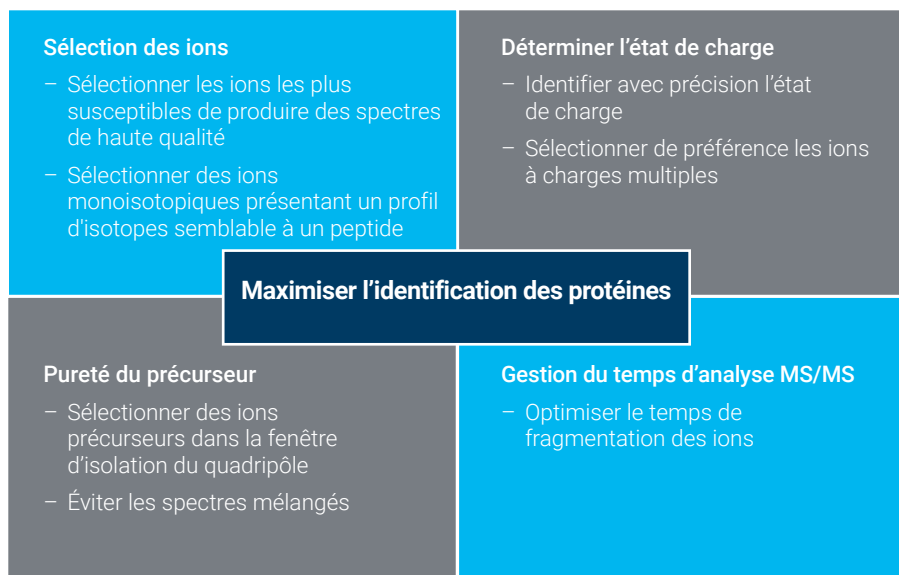 Sélection des ions
– Sélectionner les ions les plus
susceptibles de produire des spectres
de haute qualité
– Sélectionner des ions
monoisotopiques présentant un profil
d'isotopes semblable à un peptide
Déterminer l’état de charge
– Identifier avec précision l’état
de charge
– Sélectionner de préférence les ions
à charges multiples
Maximiser l’identification des protéines
Pureté du précurseur
– Sélectionner des ions
précurseurs dans la fenêtre
d’isolation du quadripôle
– Éviter les spectres mélangés
Gestion du temps d’analyse MS/MS
– Optimiser le temps de
fragmentation des ions